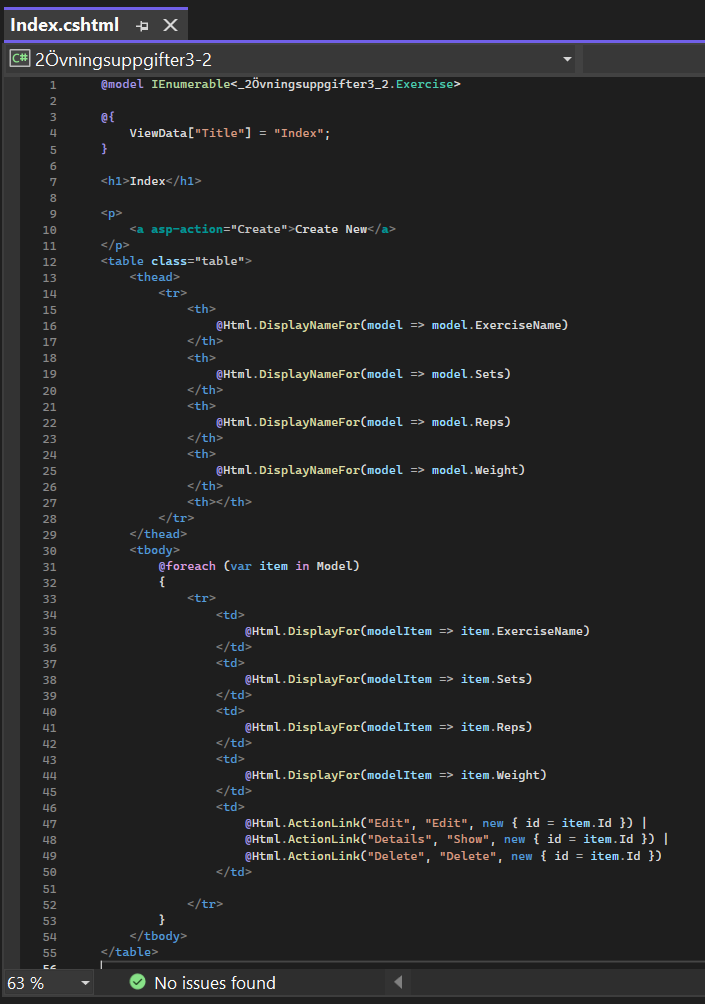 Index.cshtml
C# 2Övningsuppgifter3-2
1 @model IEnumerable<_2Övningsuppgifter3_2.Exercise>
2
3 @{
4     ViewData["Title"] = "Index";
5 }
6
7 <h1>Index</h1>
8
9 <p>
10     <a asp-action="Create">Create New</a>
11 </p>
12 <table class="table">
13     <thead>
14         <tr>
15             <th>
16                 @Html.DisplayNameFor(model => model.ExerciseName)
17             </th>
18             <th>
19                 @Html.DisplayNameFor(model => model.Sets)
20             </th>
21             <th>
22                 @Html.DisplayNameFor(model => model.Reps)
23             </th>
24             <th>
25                 @Html.DisplayNameFor(model => model.Weight)
26             </th>
27             <th></th>
28         </tr>
29     </thead>
30     <tbody>
31         @foreach (var item in Model)
32         {
33             <tr>
34                 <td>
35                     @Html.DisplayFor(modelItem => item.ExerciseName)
36                 </td>
37                 <td>
38                     @Html.DisplayFor(modelItem => item.Sets)
39                 </td>
40                 <td>
41                     @Html.DisplayFor(modelItem => item.Reps)
42                 </td>
43                 <td>
44                     @Html.DisplayFor(modelItem => item.Weight)
45                 </td>
46                 <td>
47                     @Html.ActionLink("Edit", "Edit", new { id = item.Id }) |
48                     @Html.ActionLink("Details", "Show", new { id = item.Id }) |
49                     @Html.ActionLink("Delete", "Delete", new { id = item.Id })
50                 </td>
51
52             </tr>
53         }
54     </tbody>
55 </table>
56
63 % No issues found